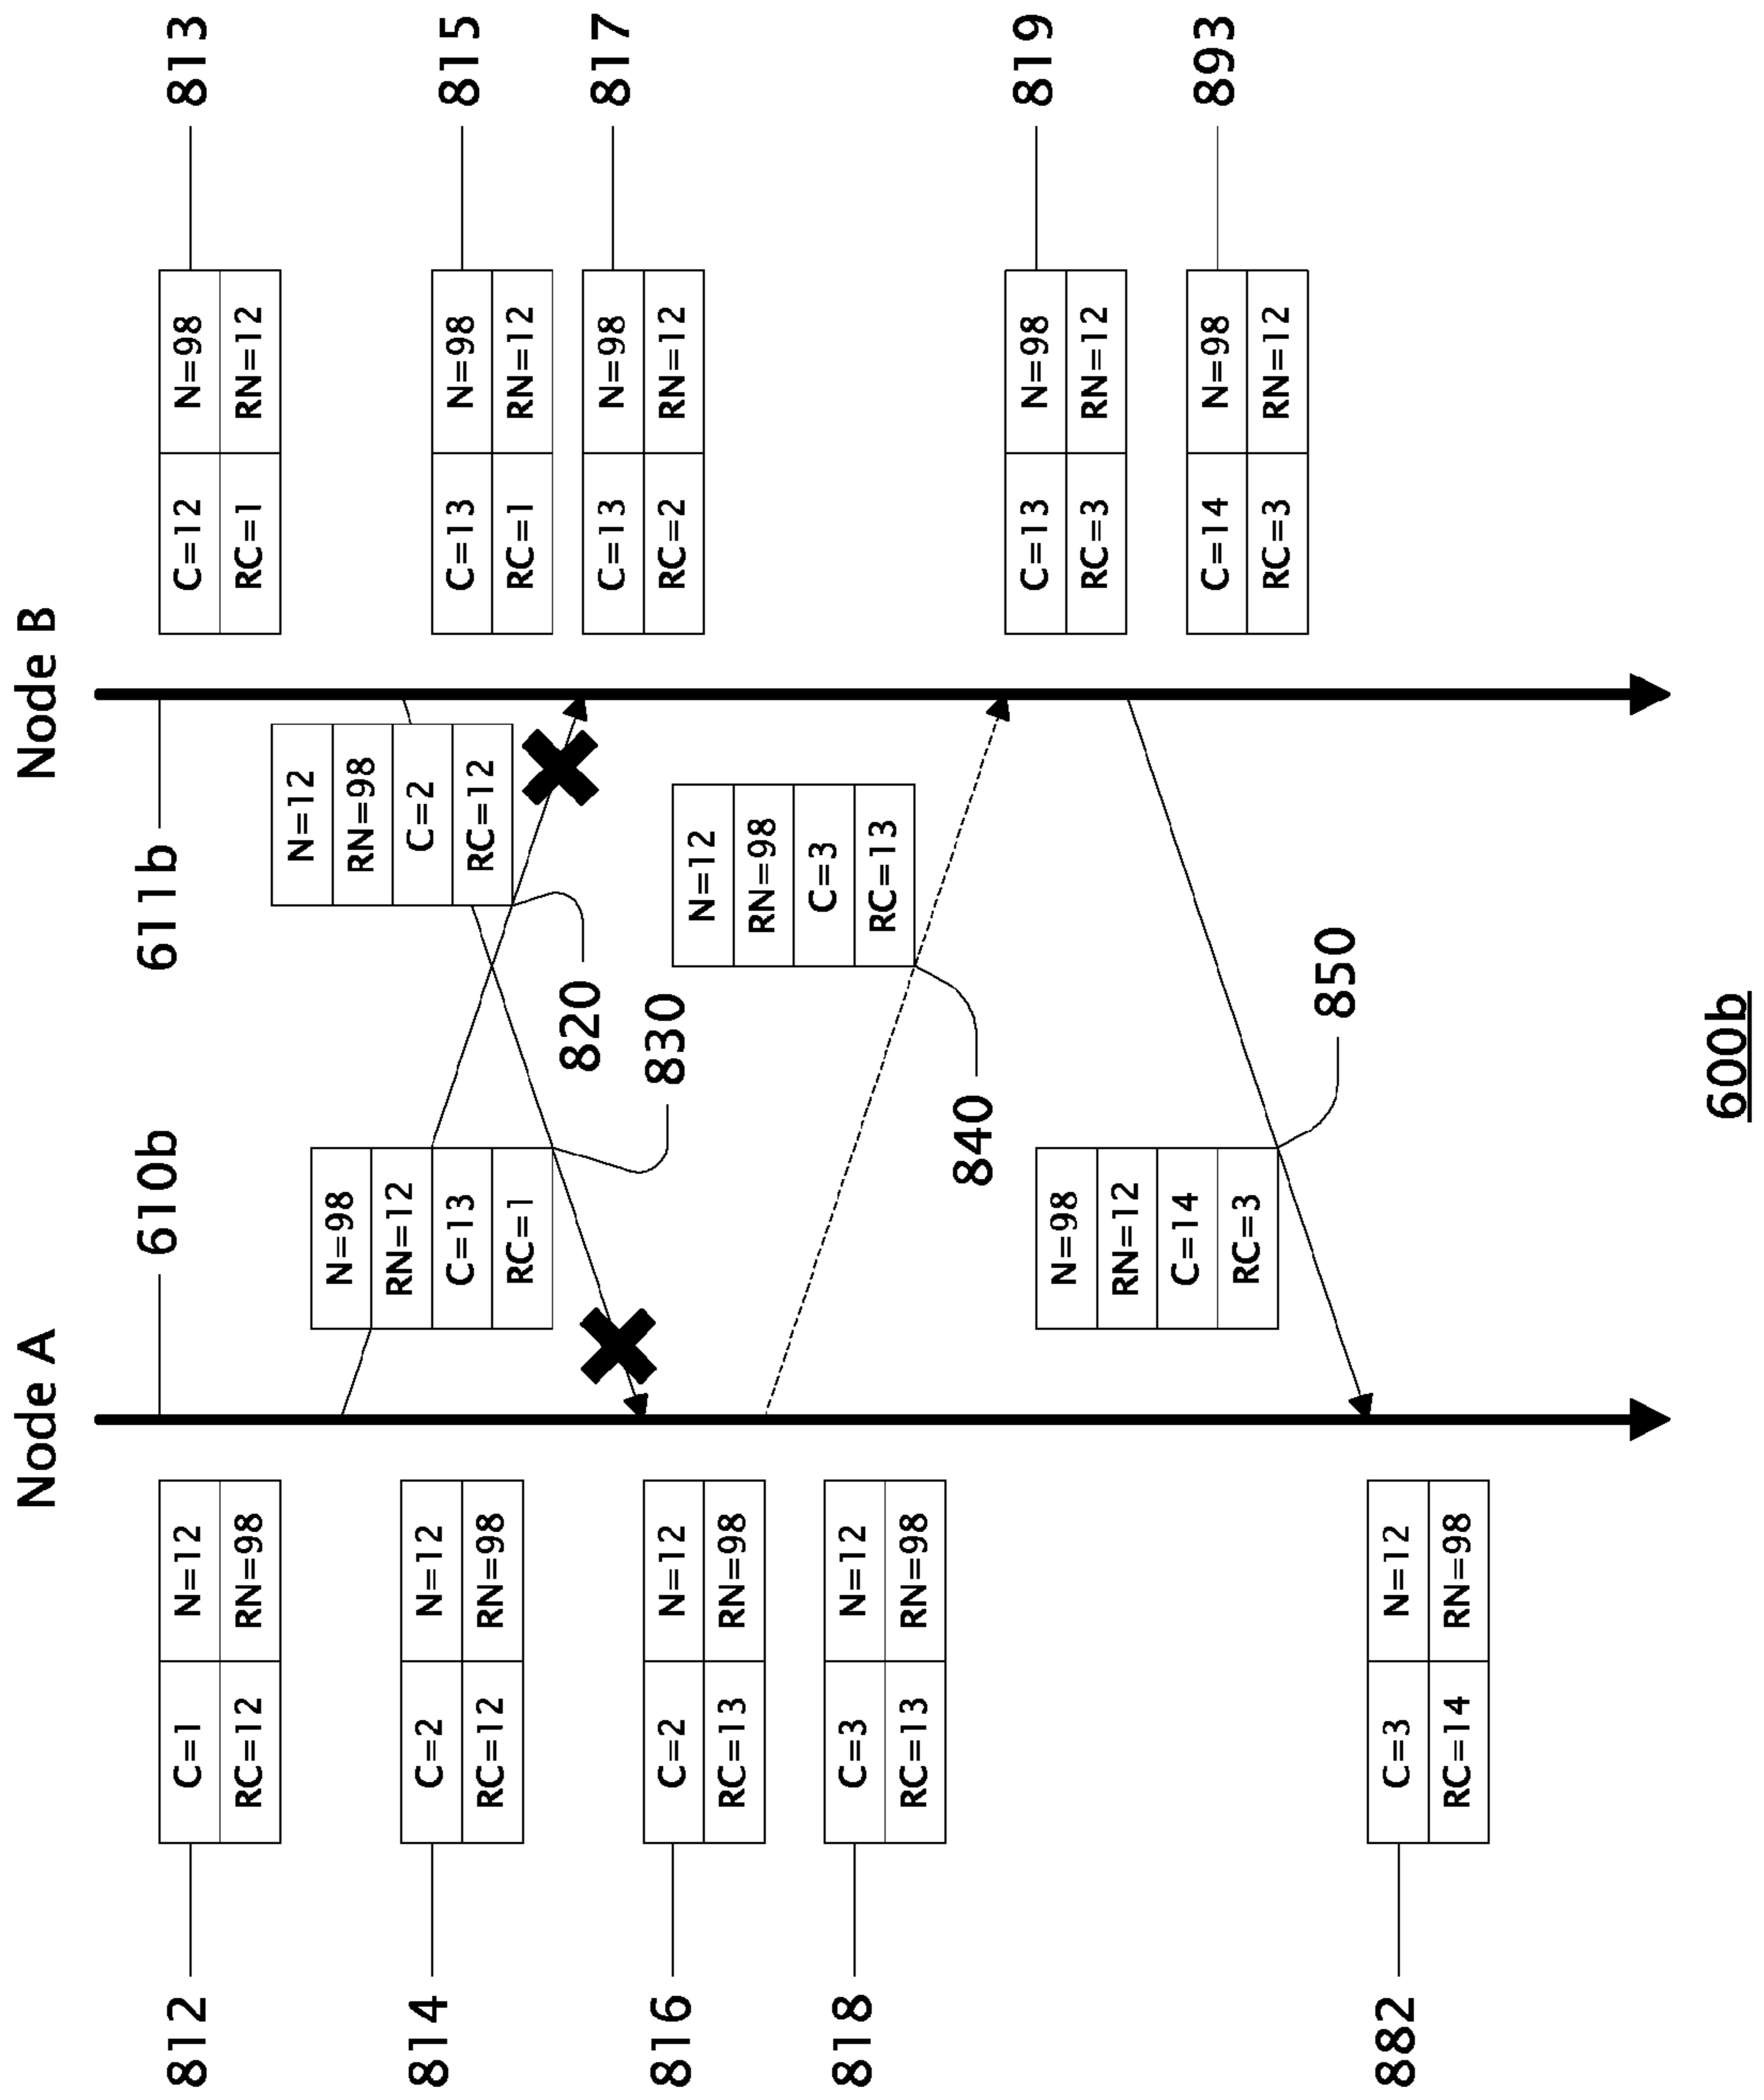 Node A
Node B
610b
611b
812
C=1
N=12
RC=12
RN=98
C=12
N=98
RC=1
RN=12
813
N=12
RN=98
C=2
RC=12
820
N=98
RN=12
C=13
RC=1
830
814
C=2
N=12
RC=12
RN=98
C=13
N=98
RC=1
RN=12
815
C=13
N=98
RC=2
RN=12
817
816
C=2
N=12
RC=13
RN=98
N=12
RN=98
C=3
RC=13
840
818
C=3
N=12
RC=13
RN=98
C=13
N=98
RC=3
RN=12
819
N=98
RN=12
C=14
RC=3
850
C=14
N=98
RC=3
RN=12
893
882
C=3
N=12
RC=14
RN=98
600b